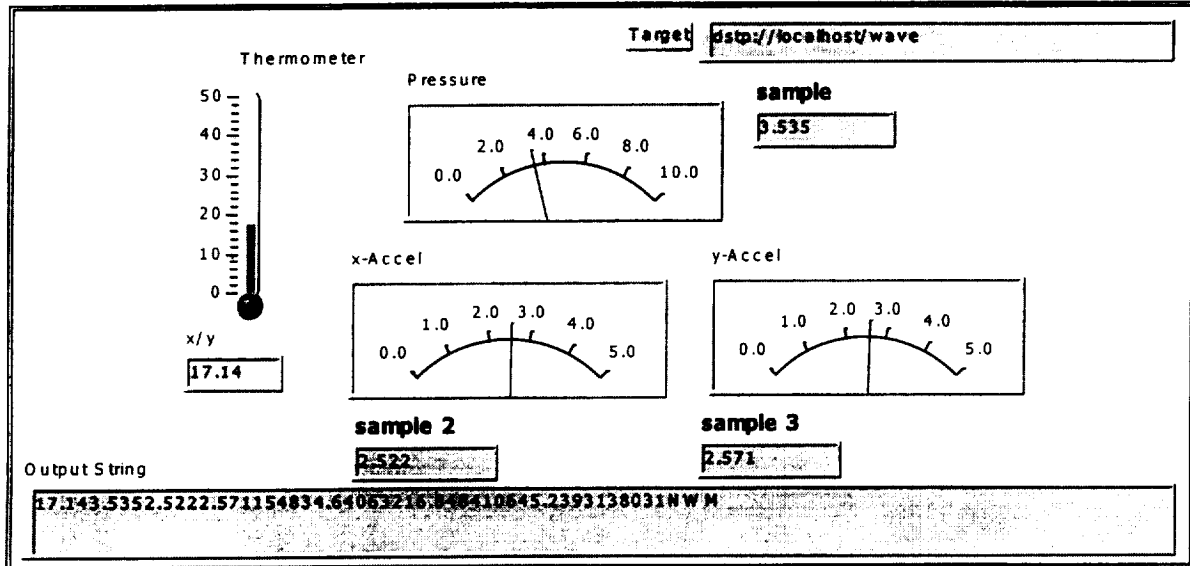 Target dstp://localhost/wave
Thermometer
Pressure
sample
3.535
50
40
30
20
10
0
0.0 2.0 4.0 6.0 8.0 10.0
x-Accel
0.0 1.0 2.0 3.0 4.0 5.0
y-Accel
0.0 1.0 2.0 3.0 4.0 5.0
x/y
17.14
sample 2
2.522
sample 3
2.571
Output String